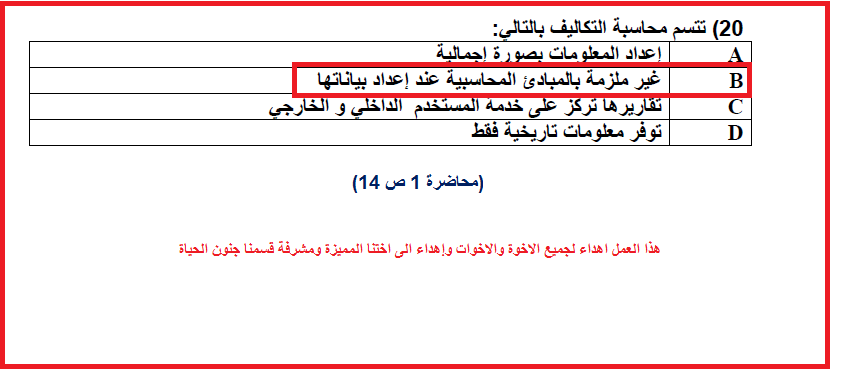 20) تتسم محاسبة التكاليف بالتالي:
A إعداد المعلومات بصورة إجمالية
B غير ملزمة بالمبادئ المحاسبية عند إعداد بياناتها
C تقاريرها تركز على خدمة المستخدم الداخلي و الخارجي
D توفر معلومات تاريخية فقط
(محاضرة 1 ص 14)
هذا العمل اهداء لجميع الاخوة والاخوات وإهداء الى اختنا المميزة ومشرفة قسمنا جنون الحياة